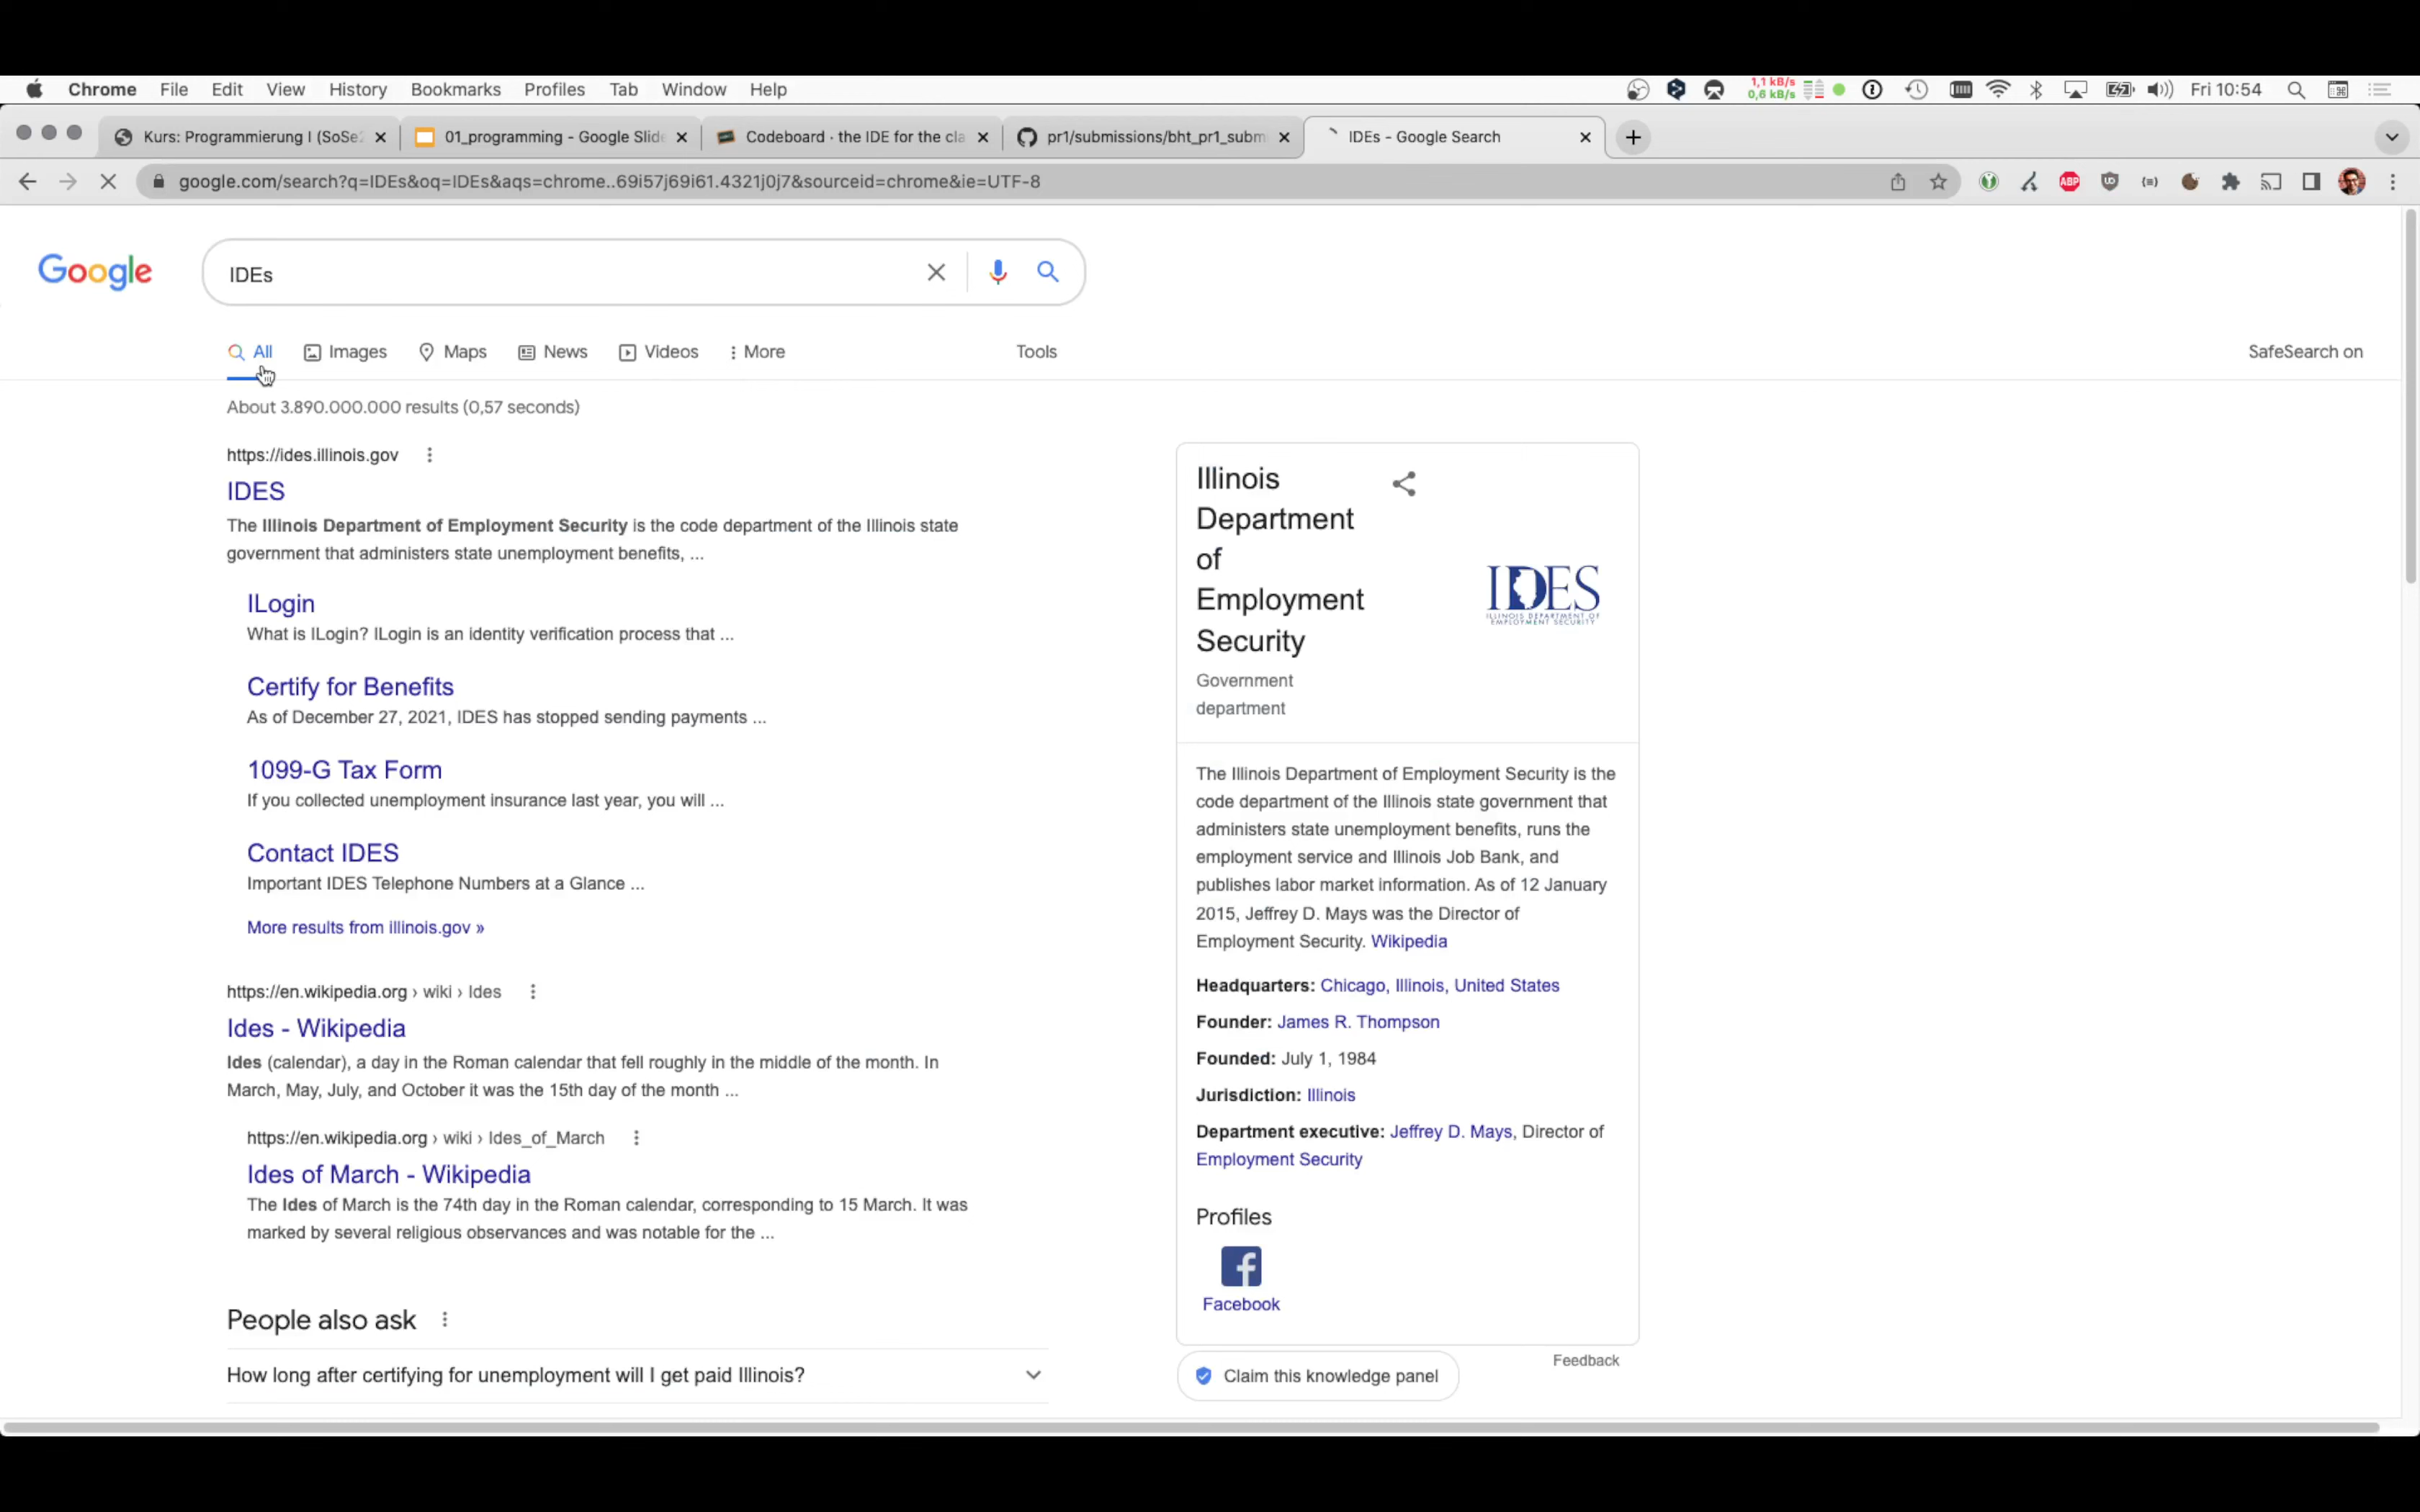 Chrome File Edit View History Bookmarks Profiles Tab Window Help 1,1 kB/s 0,6 kB/s Fri 10:54
Kurs: Programmierung I (SoSe2 01_programming - Google Slide Codeboard · the IDE for the cla pr1/submissions/bht_pr1_subm IDEs - Google Search
google.com/search?q=IDEs&oq=IDEs&aqs=chrome..69i57j69i61.4321j0j7&sourceid=chrome&ie=UTF-8 ABP
Google IDEs
All Images Maps News Videos More Tools SafeSearch on
About 3.890.000.000 results (0,57 seconds)
https://ides.illinois.gov
IDES
The Illinois Department of Employment Security is the code department of the Illinois state
government that administers state unemployment benefits, ...
ILogin
What is ILogin? ILogin is an identity verification process that ...
Certify for Benefits
As of December 27, 2021, IDES has stopped sending payments ...
1099-G Tax Form
If you collected unemployment insurance last year, you will ...
Contact IDES
Important IDES Telephone Numbers at a Glance ...
More results from illinois.gov »
https://en.wikipedia.org › wiki › Ides
Ides - Wikipedia
Ides (calendar), a day in the Roman calendar that fell roughly in the middle of the month. In
March, May, July, and October it was the 15th day of the month ...
https://en.wikipedia.org › wiki › Ides_of_March
Ides of March - Wikipedia
The Ides of March is the 74th day in the Roman calendar, corresponding to 15 March. It was
marked by several religious observances and was notable for the ...
People also ask
How long after certifying for unemployment will I get paid Illinois?
Illinois
Department
of
Employment
Security
Government
department
IDES
ILLINOIS DEPARTMENT OF
EMPLOYMENT SECURITY
The Illinois Department of Employment Security is the
code department of the Illinois state government that
administers state unemployment benefits, runs the
employment service and Illinois Job Bank, and
publishes labor market information. As of 12 January
2015, Jeffrey D. Mays was the Director of
Employment Security. Wikipedia
Headquarters: Chicago, Illinois, United States
Founder: James R. Thompson
Founded: July 1, 1984
Jurisdiction: Illinois
Department executive: Jeffrey D. Mays, Director of
Employment Security
Profiles
Facebook
Feedback
Claim this knowledge panel